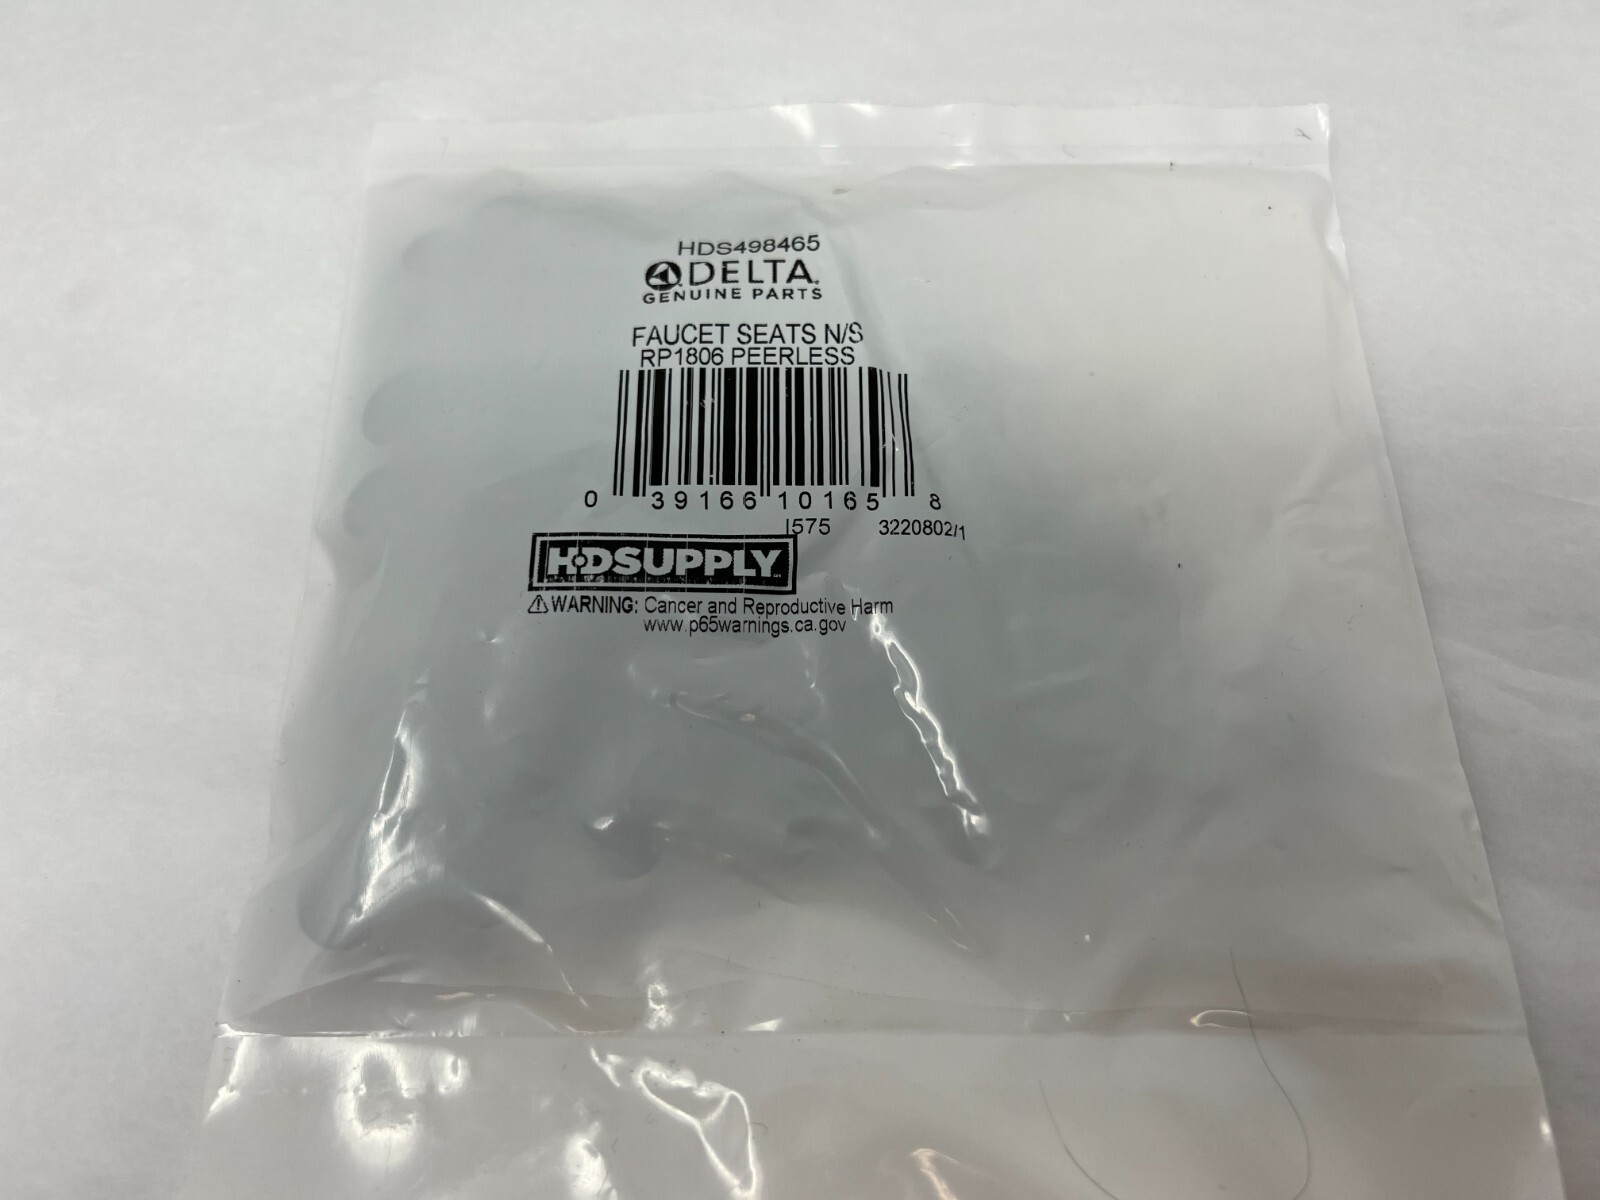 HDS498465
DELTA
GENUINE PARTS
FAUCET SEATS N/S
RP1806 PEERLESS
0 39166 10165 8
I575 3220802/1
HDSUPPLY
WARNING: Cancer and Reproductive Harm
www.p65warnings.ca.gov